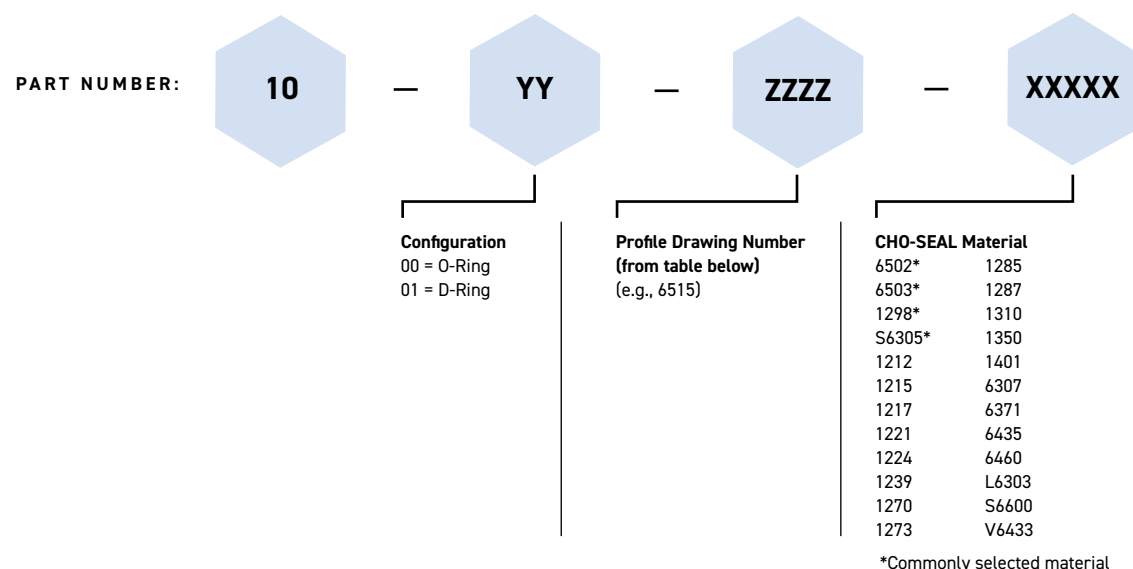 PART NUMBER: 10 — YY — ZZZZ — XXXXX
Configuration
00 = O-Ring
01 = D-Ring
Profile Drawing Number
(from table below)
(e.g., 6515)
CHO-SEAL Material
6502* 1285
6503* 1287
1298* 1310
S6305* 1350
1212 1401
1215 6307
1217 6371
1221 6435
1224 6460
1239 L6303
1270 S6600
1273 V6433
*Commonly selected material